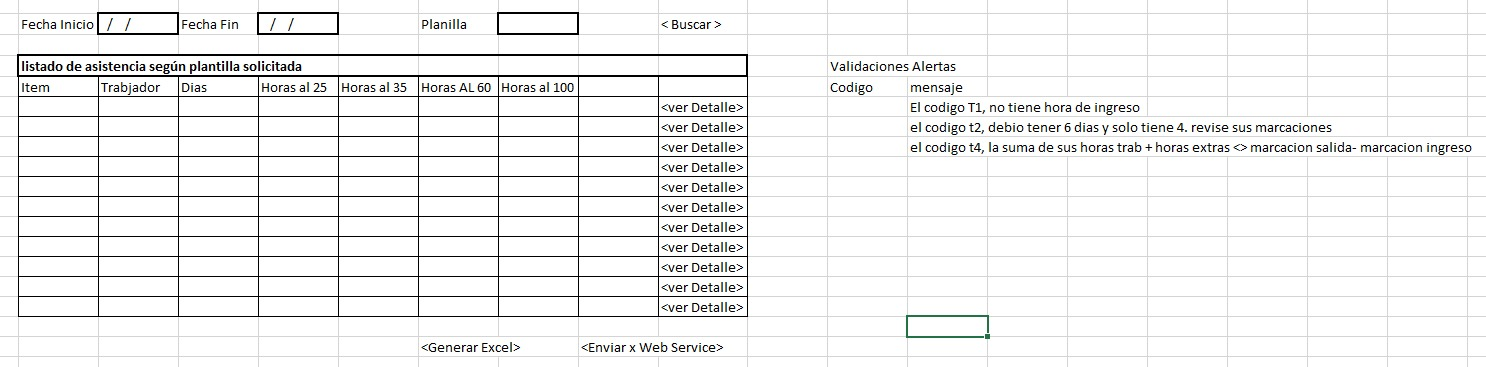 Fecha Inicio / / Fecha Fin / / Planilla < Buscar >
listado de asistencia según plantilla solicitada
Item Trabjador Dias Horas al 25 Horas al 35 Horas AL 60 Horas al 100
<ver Detalle>
<ver Detalle>
<ver Detalle>
<ver Detalle>
<ver Detalle>
<ver Detalle>
<ver Detalle>
<ver Detalle>
<ver Detalle>
<ver Detalle>
<ver Detalle>
<Generar Excel> <Enviar x Web Service>
Validaciones Alertas
Codigo mensaje
El codigo T1, no tiene hora de ingreso
el codigo t2, debio tener 6 dias y solo tiene 4. revise sus marcaciones
el codigo t4, la suma de sus horas trab + horas extras <> marcacion salida- marcacion ingreso